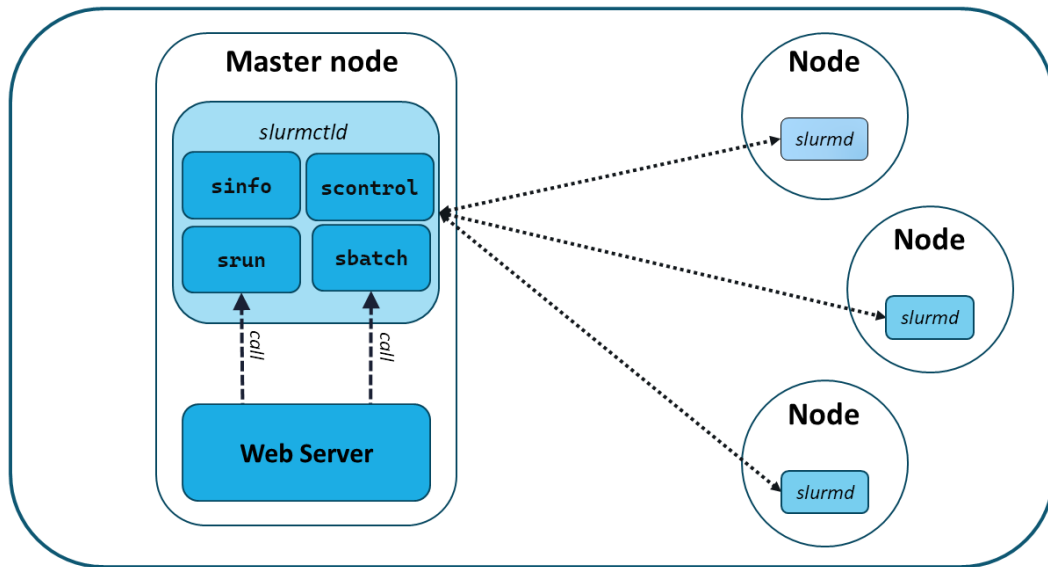 Master node
slurmctld
sinfo
scontrol
srun
sbatch
call
call
Web Server
Node
slurmd
Node
slurmd
Node
slurmd